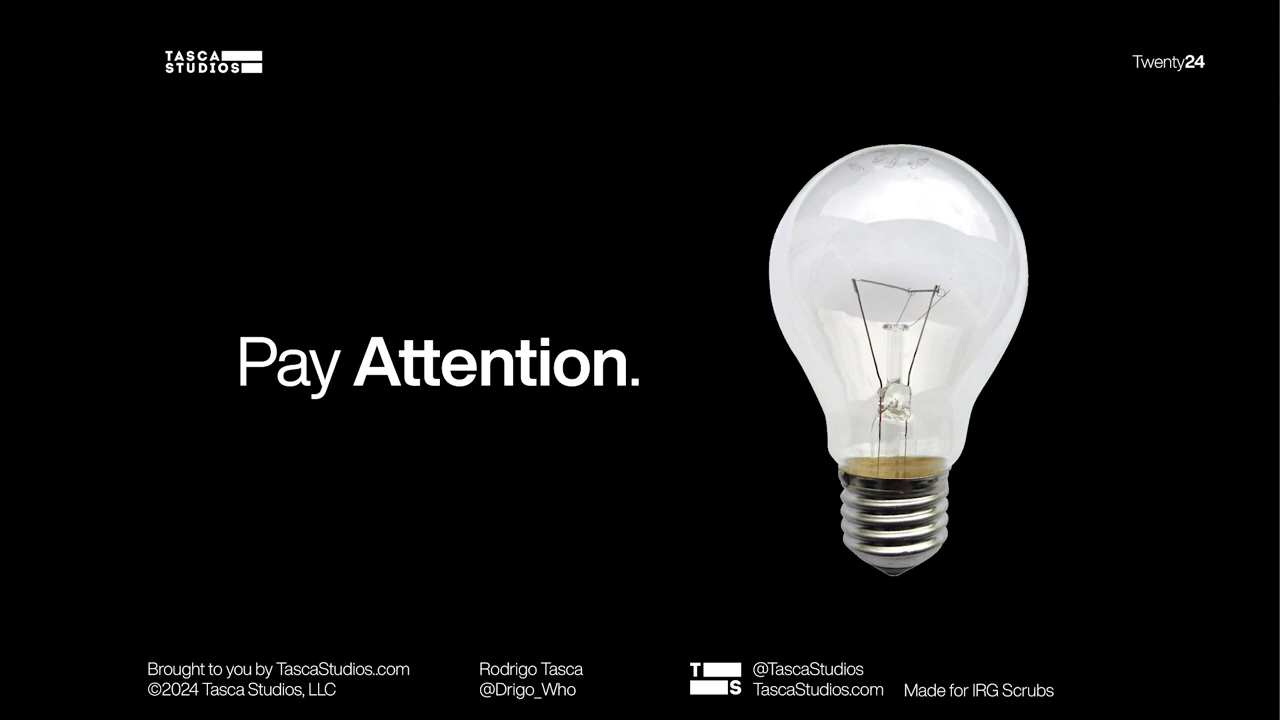 TASCA
STUDIOS
Twenty24
Pay Attention.
Brought to you by TascaStudios..com
©2024 Tasca Studios, LLC
Rodrigo Tasca
@Drigo_Who
T
S
@TascaStudios
TascaStudios.com
Made for IRG Scrubs